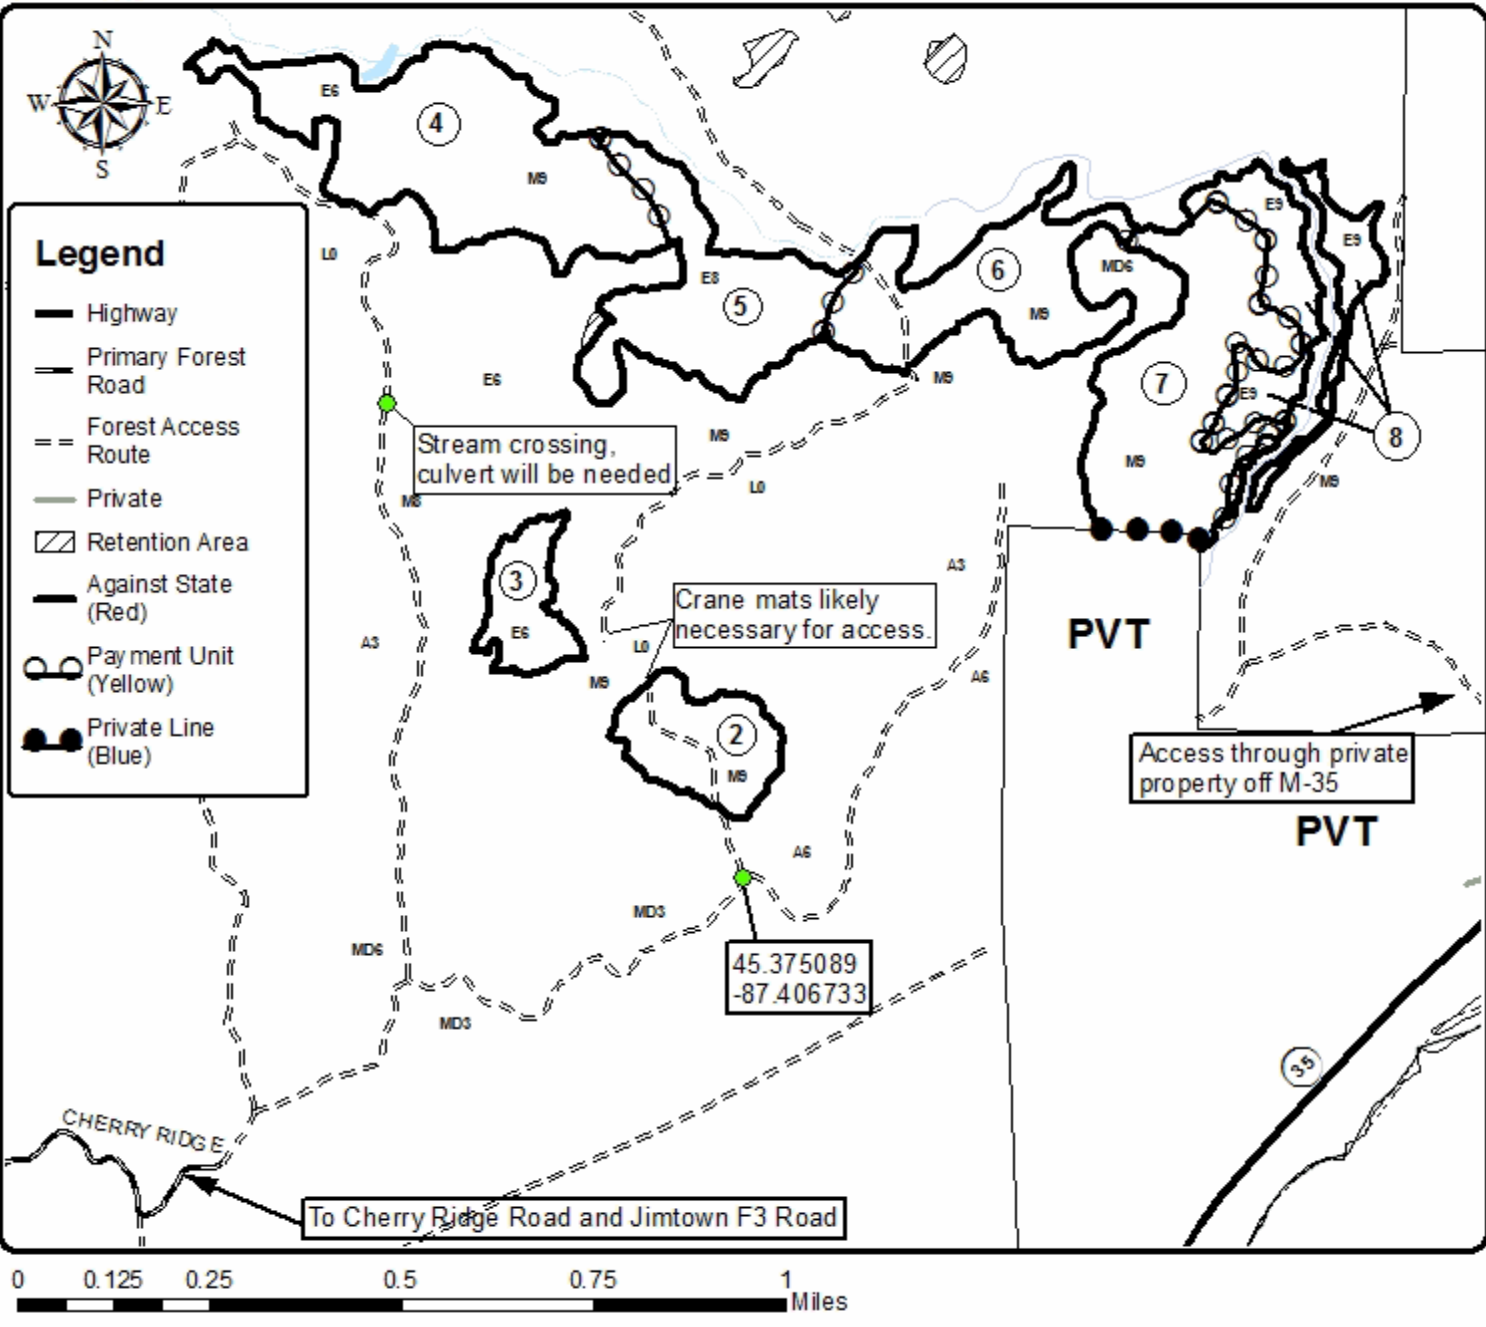 N
W
E
S
E6
4
M9
L0
E8
5
6
MD6
M9
E9
E9
7
E9
M9
8
M9
M9
E6
M9
L0
M8
Stream crossing,
culvert will be needed
3
E6
A3
A3
Crane mats likely
necessary for access.
L0
M9
A6
2
M9
A6
MD3
MD6
MD3
45.375089
-87.406733
PVT
Access through private
property off M-35
PVT
35
CHERRY RIDGE
To Cherry Ridge Road and Jimtown F3 Road
Legend
Highway
Primary Forest
Road
Forest Access
Route
Private
Retention Area
Against State
(Red)
Payment Unit
(Yellow)
Private Line
(Blue)
0 0.125 0.25 0.5 0.75 1
Miles